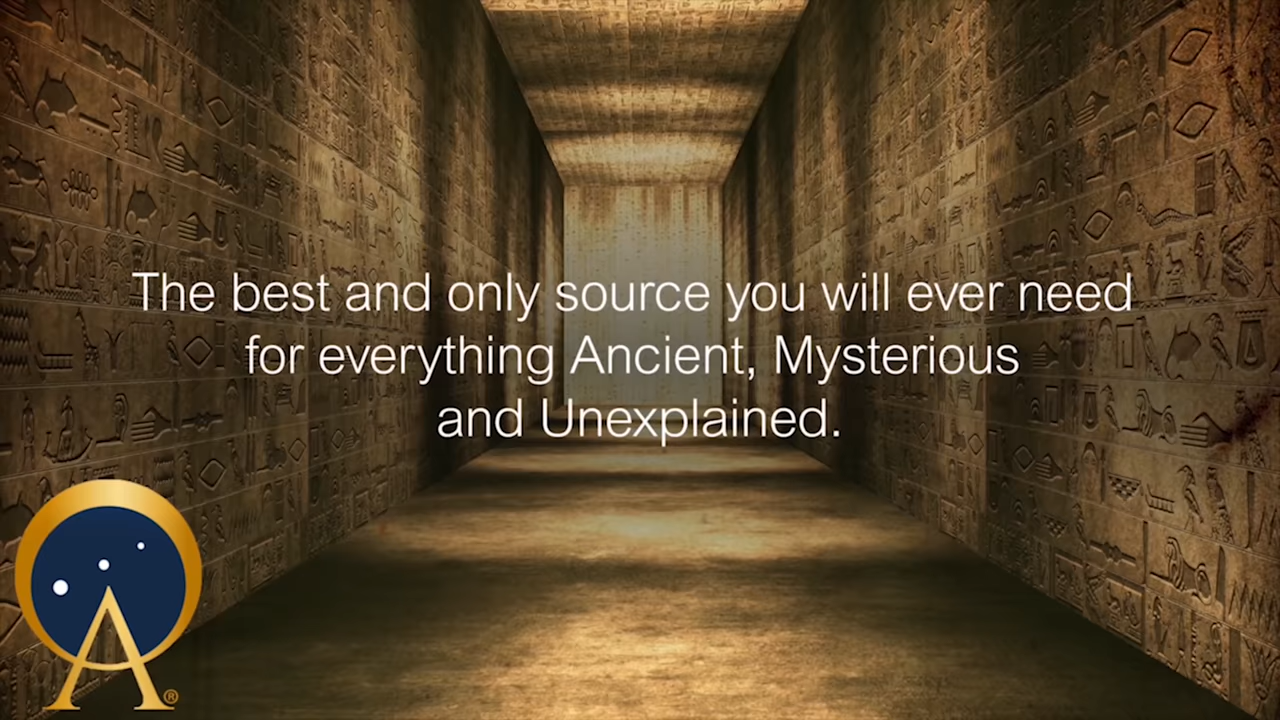 The best and only source you will ever need
for everything Ancient, Mysterious
and Unexplained.
A
®